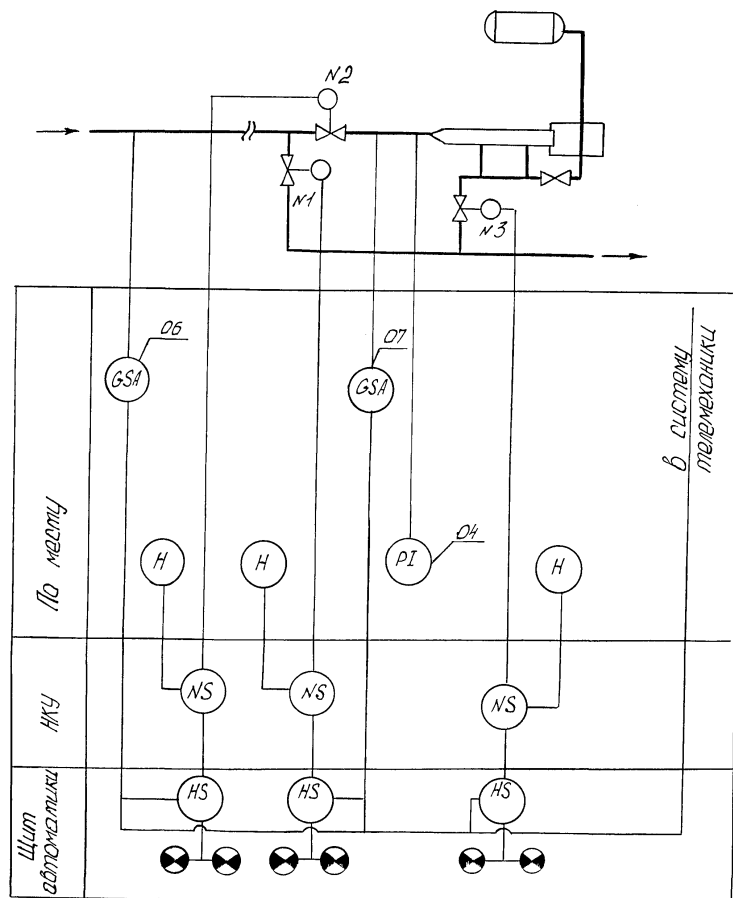 N2
N1
N3
06
07
GSA
GSA
в систему
телемеханики
По месту
H
H
PI
04
H
НКУ
NS
NS
NS
Щит
автоматики
HS
HS
HS